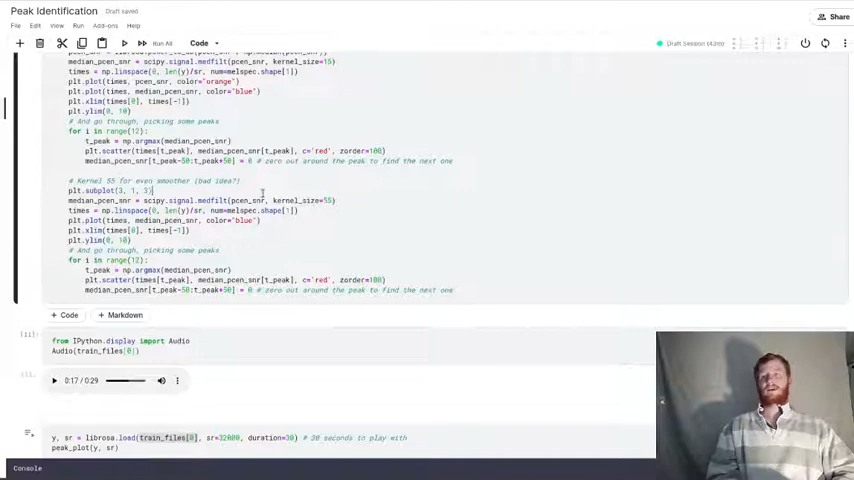 Peak Identification Draft saved
File Edit View Run Add-ons Help
Share
Run All Code
Draft Session (43m)
median_pcen_snr = scipy.signal.medfilt(pcen_snr, kernel_size=15)
times = np.linspace(0, len(y)/sr, num=melspec.shape[1])
plt.plot(times, pcen_snr, color="orange")
plt.plot(times, median_pcen_snr, color="blue")
plt.xlim(times[0], times[-1])
plt.ylim(0, 10)
# And go through, picking some peaks
for i in range(12):
t_peak = np.argmax(median_pcen_snr)
plt.scatter(times[t_peak], median_pcen_snr[t_peak], c='red', zorder=100)
median_pcen_snr[t_peak-50:t_peak+50] = 0 # zero out around the peak to find the next one
# Kernel 55 for even smoother (bad idea?)
plt.subplot(3, 1, 3)
median_pcen_snr = scipy.signal.medfilt(pcen_snr, kernel_size=55)
times = np.linspace(0, len(y)/sr, num=melspec.shape[1])
plt.plot(times, median_pcen_snr, color="blue")
plt.xlim(times[0], times[-1])
plt.ylim(0, 10)
# And go through, picking some peaks
for i in range(12):
t_peak = np.argmax(median_pcen_snr)
plt.scatter(times[t_peak], median_pcen_snr[t_peak], c='red', zorder=100)
median_pcen_snr[t_peak-50:t_peak+50] = 0 # zero out around the peak to find the next one
+ Code + Markdown
[11]:
from IPython.display import Audio
Audio(train_files[0])
0:17 / 0:29
y, sr = librosa.load(train_files[0], sr=32000, duration=30) # 30 seconds to play with
peak_plot(y, sr)
Console